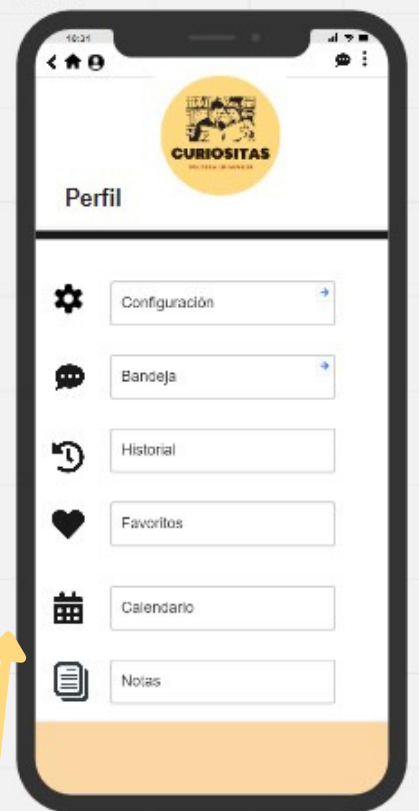 10:31
CURIOSITAS
Perfil
Configuración
Bandeja
Historial
Favoritos
Calendario
Notas